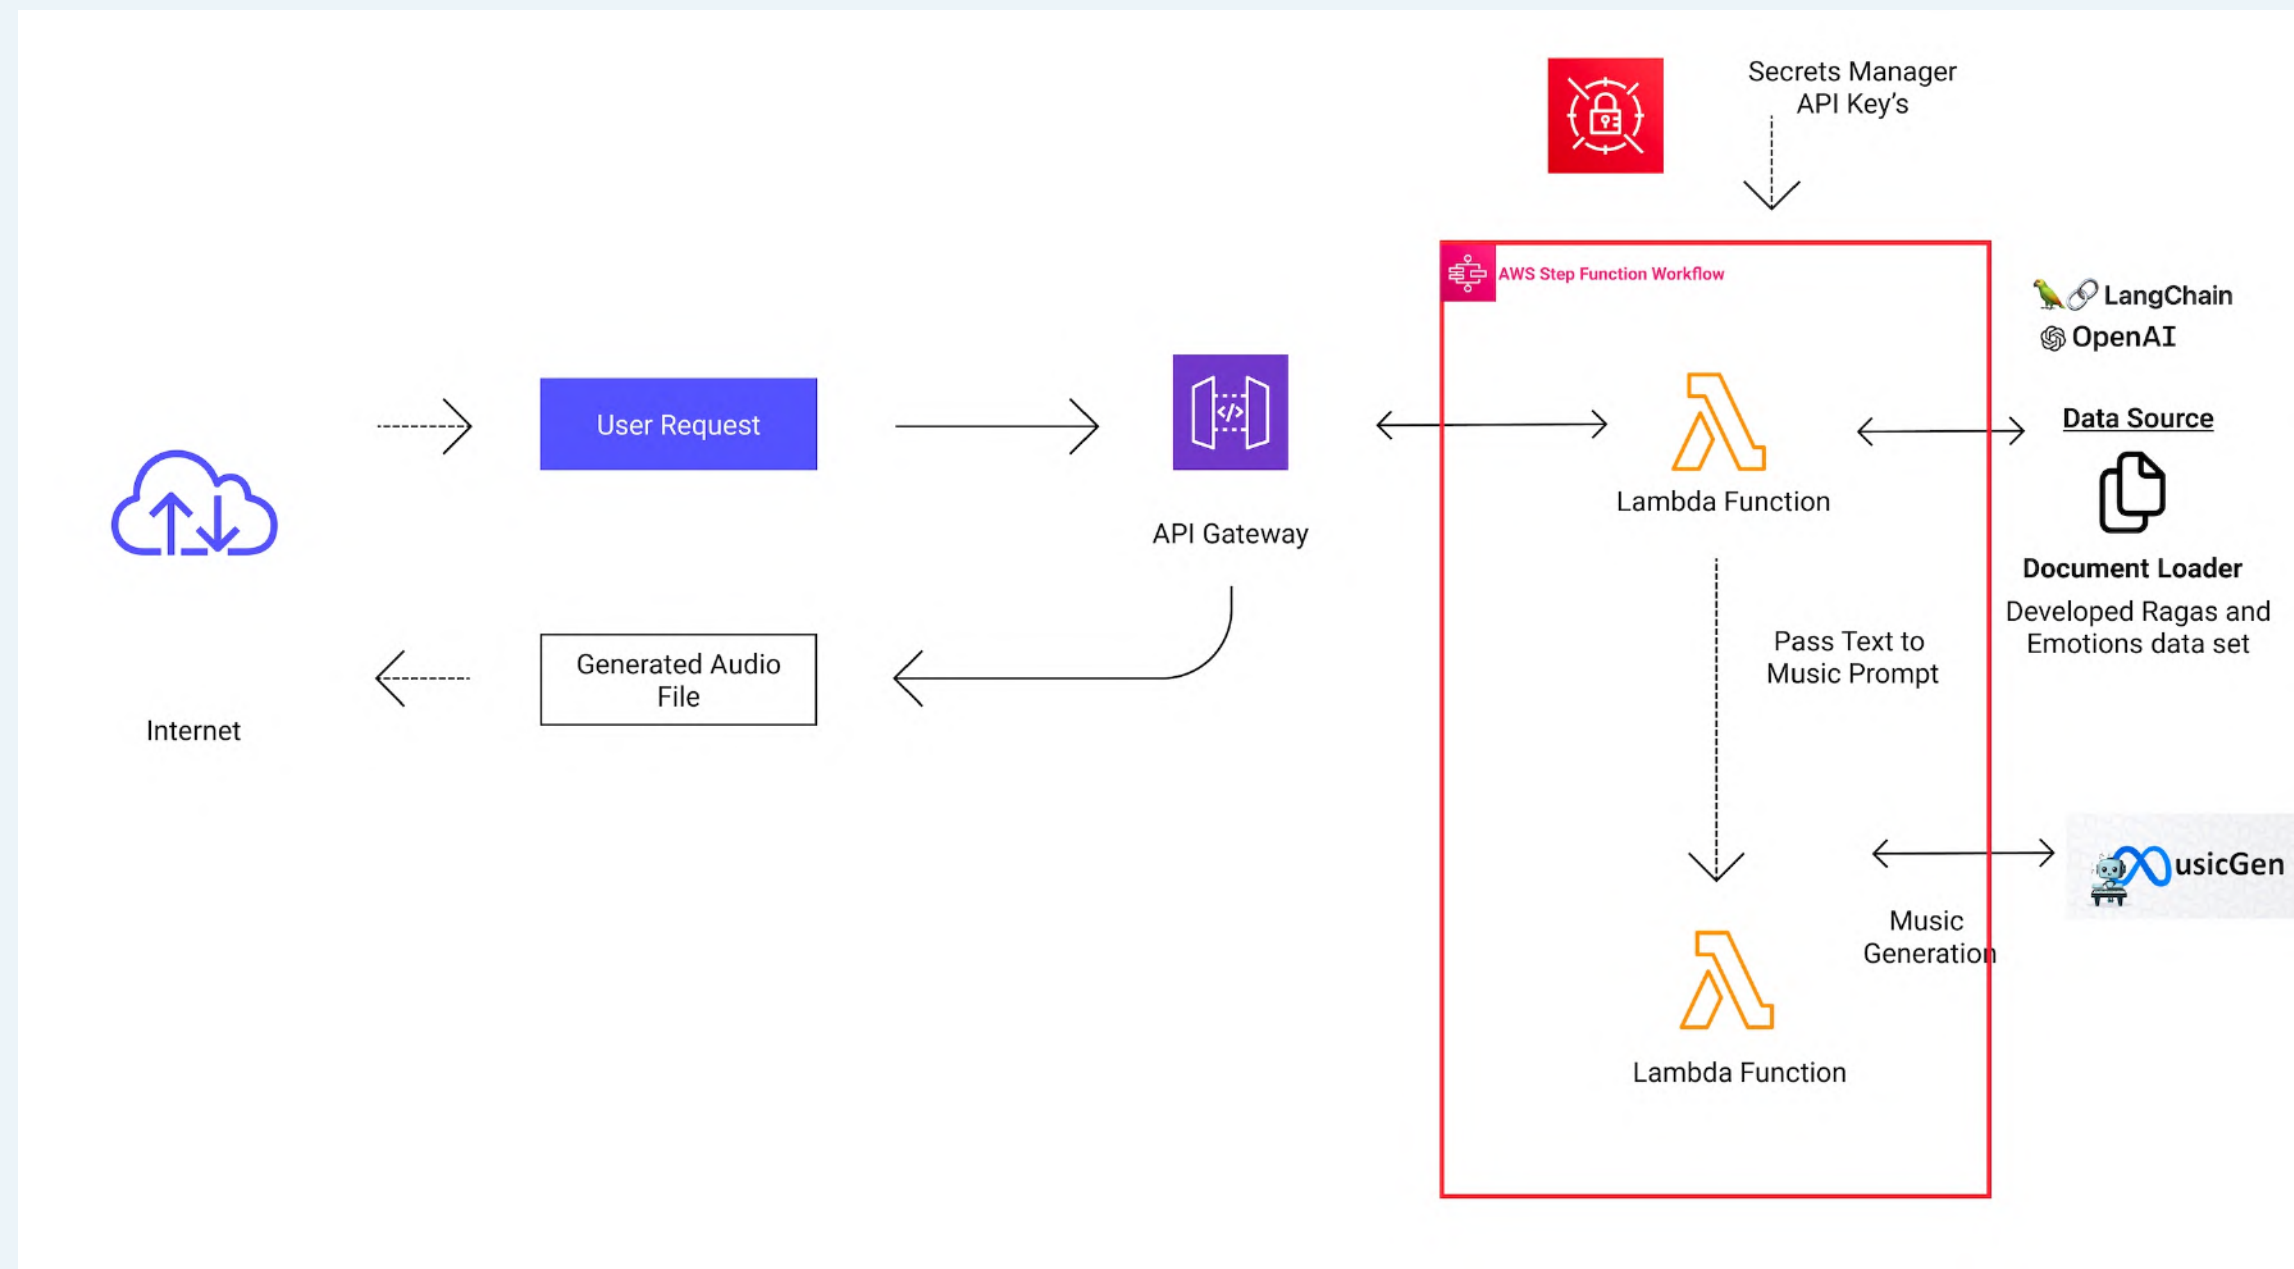 Secrets Manager
API Key's
AWS Step Function Workflow
LangChain
OpenAI
User Request
</>
Data Source
Lambda Function
API Gateway
Document Loader
Developed Ragas and
Emotions data set
Pass Text to
Music Prompt
Generated Audio
File
Internet
usicGen
Music
Generation
Lambda Function